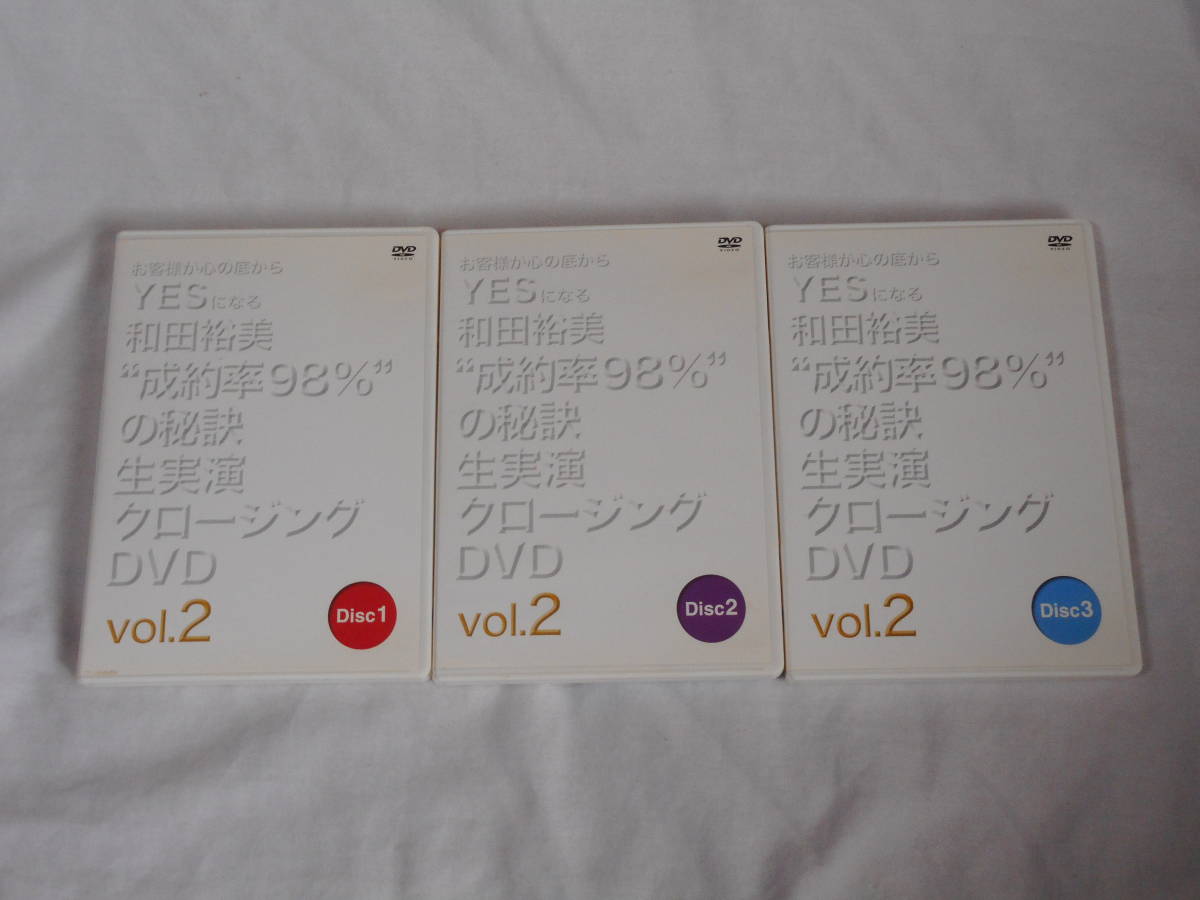 DVD
VIDEO
お客様が心の底から
YESになる
和田裕美
“成約率98%”
の秘訣
生実演
クロージング
DVD
vol.2
Disc1
DVD
VIDEO
お客様が心の底から
YESになる
和田裕美
“成約率98%”
の秘訣
生実演
クロージング
DVD
vol.2
Disc2
DVD
VIDEO
お客様が心の底から
YESになる
和田裕美
“成約率98%”
の秘訣
生実演
クロージング
DVD
vol.2
Disc3